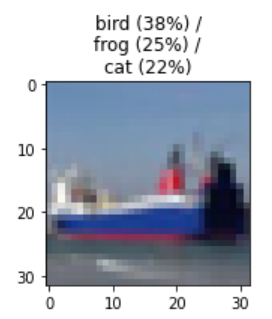 bird (38%) /
frog (25%) /
cat (22%)
0
10
20
30
0 10 20 30